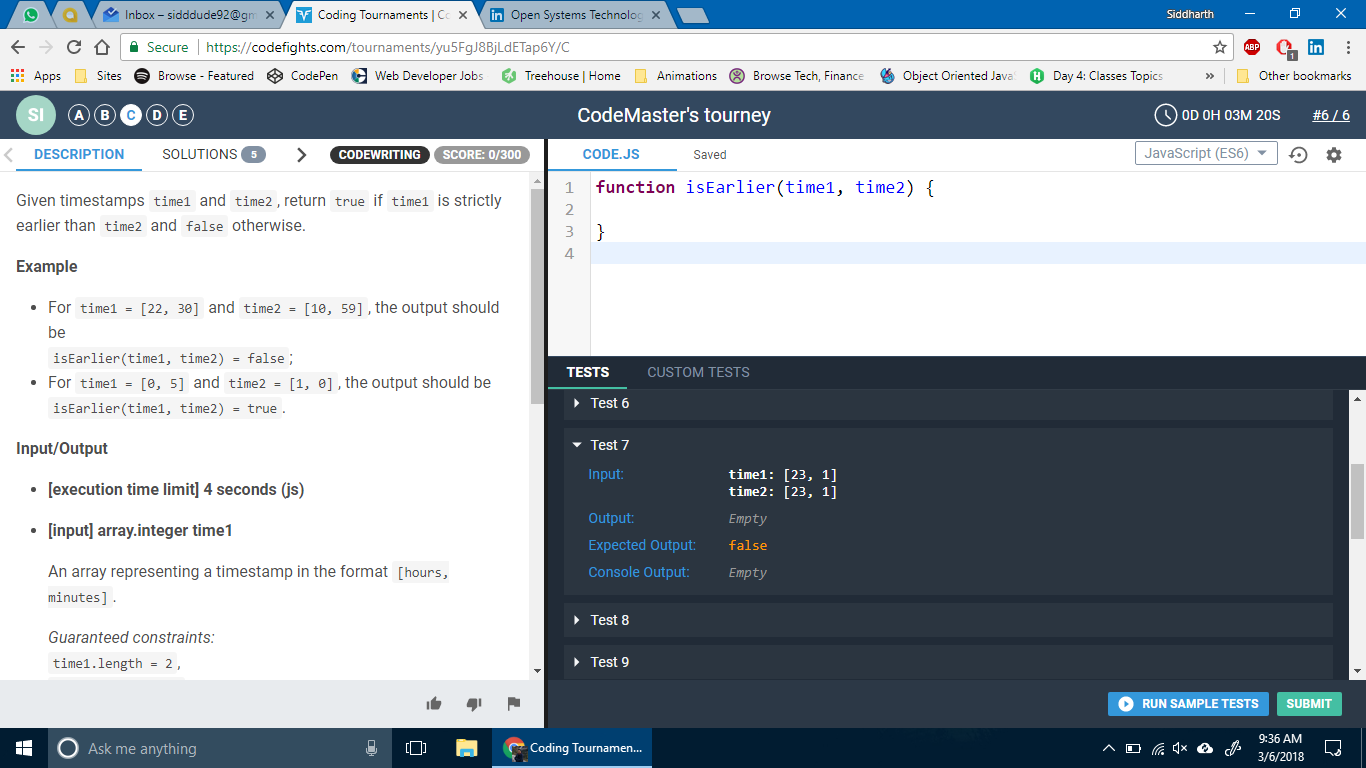 Inbox – sidddude92@gm
Coding Tournaments | Co
Open Systems Technolog
Siddharth
Secure
https://codefights.com/tournaments/yu5FgJ8BjLdETap6Y/C
ABP
1
in
Apps
Sites
Browse - Featured
CodePen
Web Developer Jobs
Treehouse | Home
Animations
Browse Tech, Finance
Object Oriented Java
Day 4: Classes Topics
»
Other bookmarks
SI
A B C D E
CodeMaster's tourney
0D 0H 03M 20S
#6 / 6
DESCRIPTION
SOLUTIONS 5
CODEWRITING
SCORE: 0/300
Given timestamps time1 and time2, return true if time1 is strictly
earlier than time2 and false otherwise.
Example
• For time1 = [22, 30] and time2 = [10, 59], the output should
be
isEarlier(time1, time2) = false;
• For time1 = [0, 5] and time2 = [1, 0], the output should be
isEarlier(time1, time2) = true.
Input/Output
• [execution time limit] 4 seconds (js)
• [input] array.integer time1
An array representing a timestamp in the format [hours,
minutes].
Guaranteed constraints:
time1.length = 2,
CODE.JS
Saved
JavaScript (ES6)
1 function isEarlier(time1, time2) {
2
3 }
4
TESTS
CUSTOM TESTS
Test 6
Test 7
Input: time1: [23, 1]
time2: [23, 1]
Output: Empty
Expected Output: false
Console Output: Empty
Test 8
Test 9
RUN SAMPLE TESTS
SUBMIT
Ask me anything
Coding Tournamen...
9:36 AM
3/6/2018